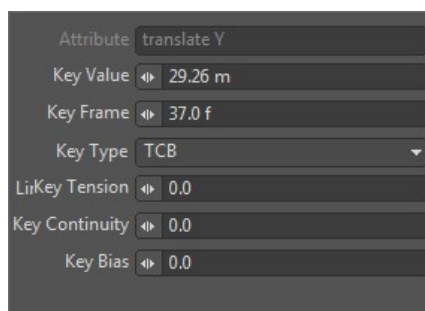 Attribute translate Y
Key Value 29.26 m
Key Frame 37.0 f
Key Type TCB
LirKey Tension 0.0
Key Continuity 0.0
Key Bias 0.0